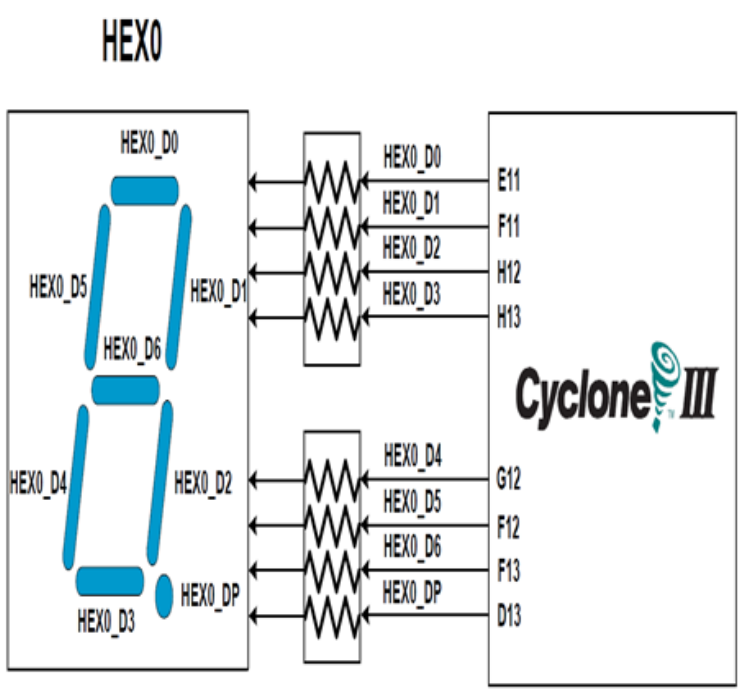 HEX0
HEX0_D0
HEX0_D5
HEX0_D1
HEX0_D6
HEX0_D4
HEX0_D2
HEX0_DP
HEX0_D3
HEX0_D0
E11
HEX0_D1
F11
HEX0_D2
H12
HEX0_D3
H13
HEX0_D4
G12
HEX0_D5
F12
HEX0_D6
F13
HEX0_DP
D13
Cyclone™ III